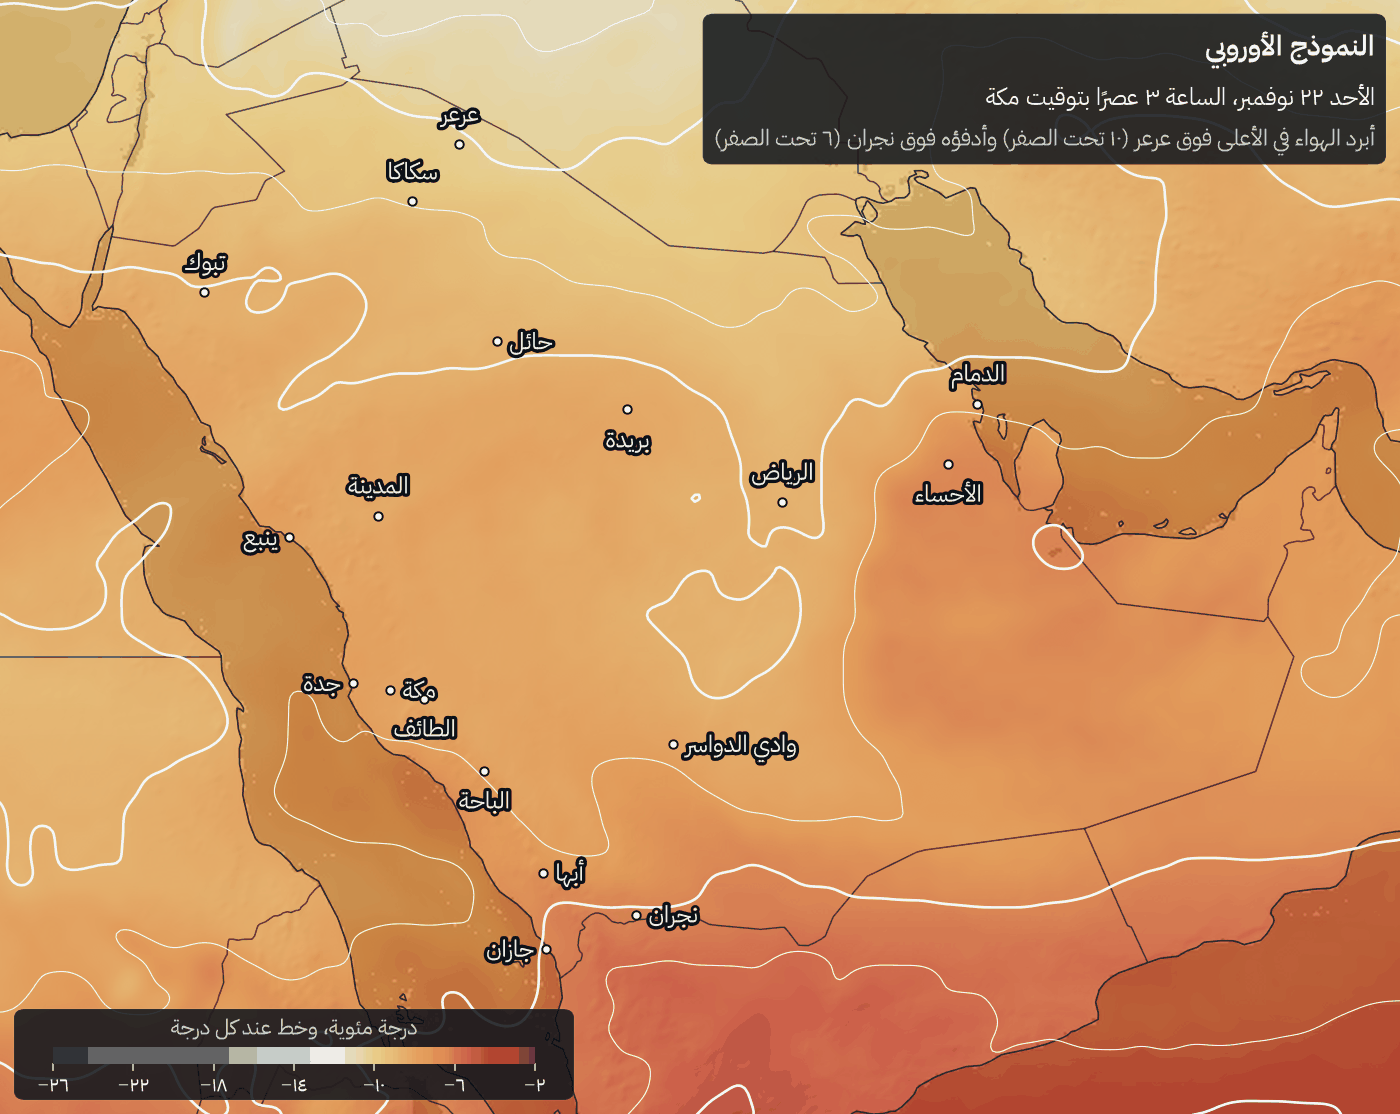 النموذج الأوروبي
الأحد ٢٢ نوفمبر، الساعة ٣ عصرًا بتوقيت مكة
أبرد الهواء في الأعلى فوق عرعر (١٠ تحت الصفر) وأدفؤه فوق نجران (٦ تحت الصفر)
عرعر
سكاكا
تبوك
حائل
الدمام
بريدة
الرياض
المدينة
الأحساء
ينبع
جدة
مكة
الطائف
وادي الدواسر
الباحة
أبها
نجران
جازان
درجة مئوية، وخط عند كل درجة
−٢٦ −٢٢ −١٨ −١٤ −١٠ −٦ −٢